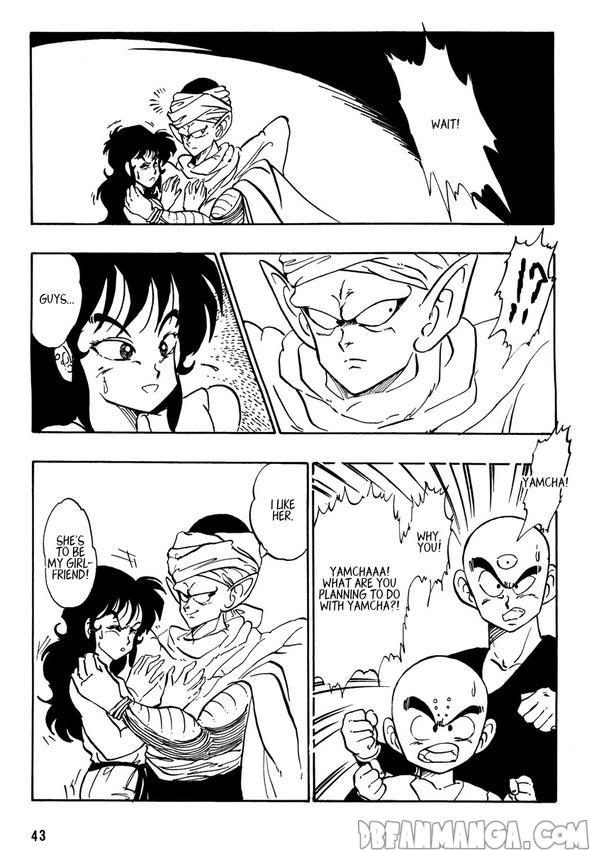 WAIT!
!!?
GUYS...
YAMCHA!
WHY,
YOU!
YAMCHAAA!
WHAT ARE YOU
PLANNING TO DO
WITH YAMCHA?!
I LIKE
HER.
SHE'S
TO BE
MY GIRL-
FRIEND!
43
DBFANMANGA.COM